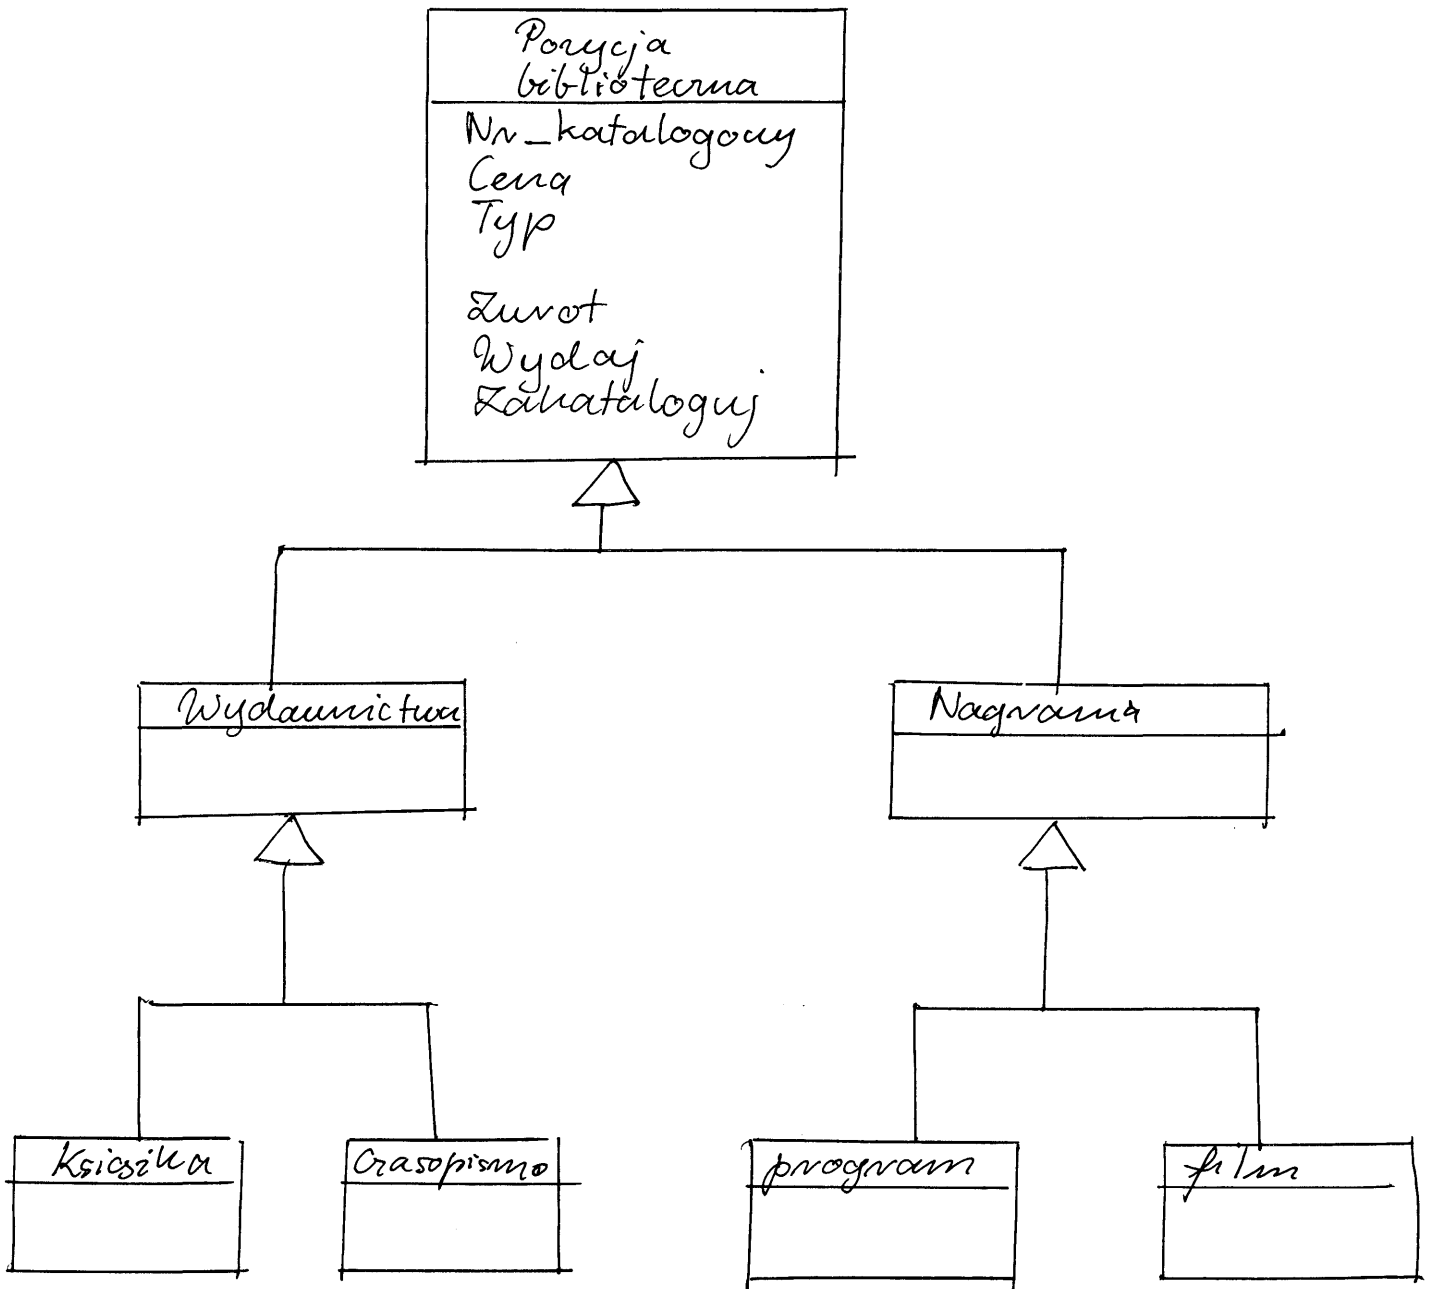 Pozycja
biblioteczna
Nr_katalogowy
Cena
Typ
Zwrot
Wydaj
Zakataloguj
Wydawnictwa
Nagrania
Książka
Czasopismo
program
film